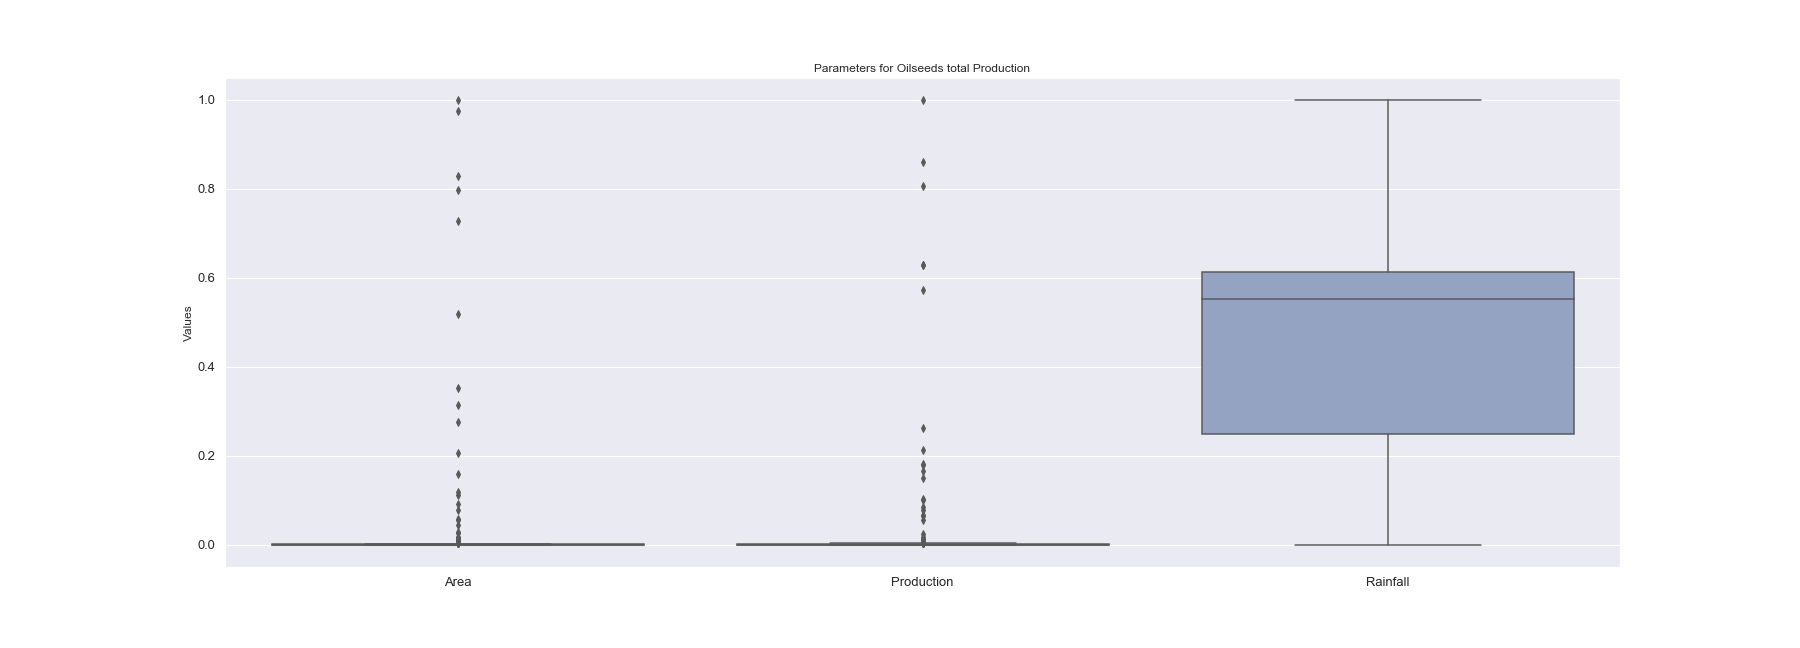 Parameters for Oilseeds total Production
1.0
0.8
0.6
0.4
0.2
0.0
Values
Area
Production
Rainfall